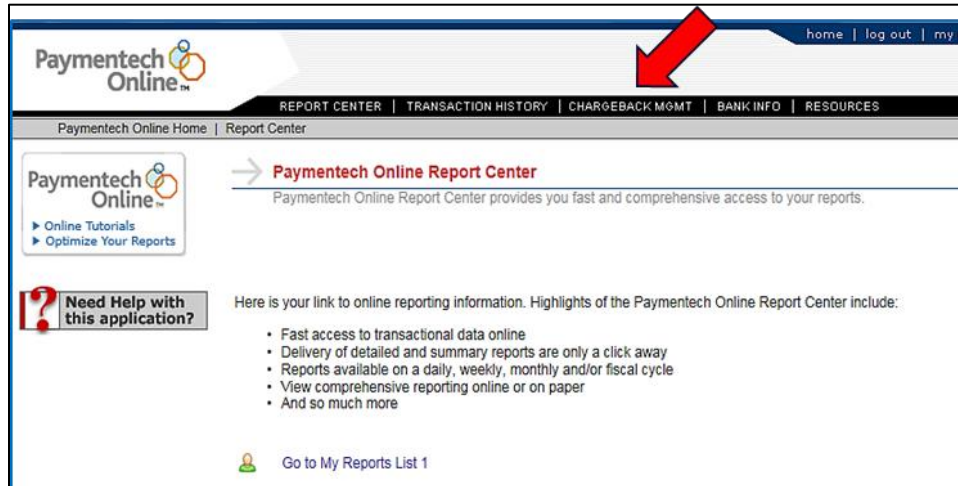 home | log out | my
Paymentech
Online™
REPORT CENTER | TRANSACTION HISTORY | CHARGEBACK MGMT | BANK INFO | RESOURCES
Paymentech Online Home | Report Center
Paymentech
Online™
Online Tutorials
Optimize Your Reports
Need Help with
this application?
Paymentech Online Report Center
Paymentech Online Report Center provides you fast and comprehensive access to your reports.
Here is your link to online reporting information. Highlights of the Paymentech Online Report Center include:
• Fast access to transactional data online
• Delivery of detailed and summary reports are only a click away
• Reports available on a daily, weekly, monthly and/or fiscal cycle
• View comprehensive reporting online or on paper
• And so much more
Go to My Reports List 1